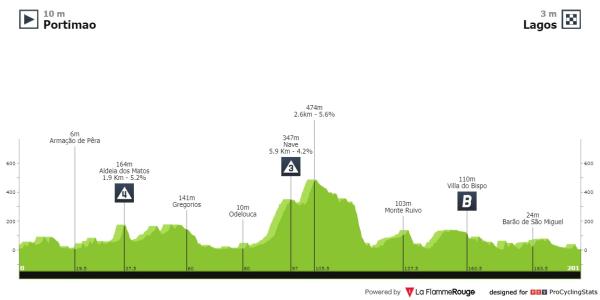 10 m
Portimao
3 m
Lagos
474m
2.6km - 5.6%
6m
Armação de Pêra
347m
Nave
5.9 Km - 4.2%
3
164m
Aldeia dos Matos
1.9 Km - 5.2%
4
141m
Gregorios
10m
Odelouca
103m
Monte Ruivo
110m
Villa do Bispo
B
24m
Barão de São Miguel
600
400
200
0
600
400
200
0
0
19.5
37.5
60
80
97
105.5
137.5
160.5
183.5
201
Powered by La FlammeRouge designed for PCS ProCyclingStats